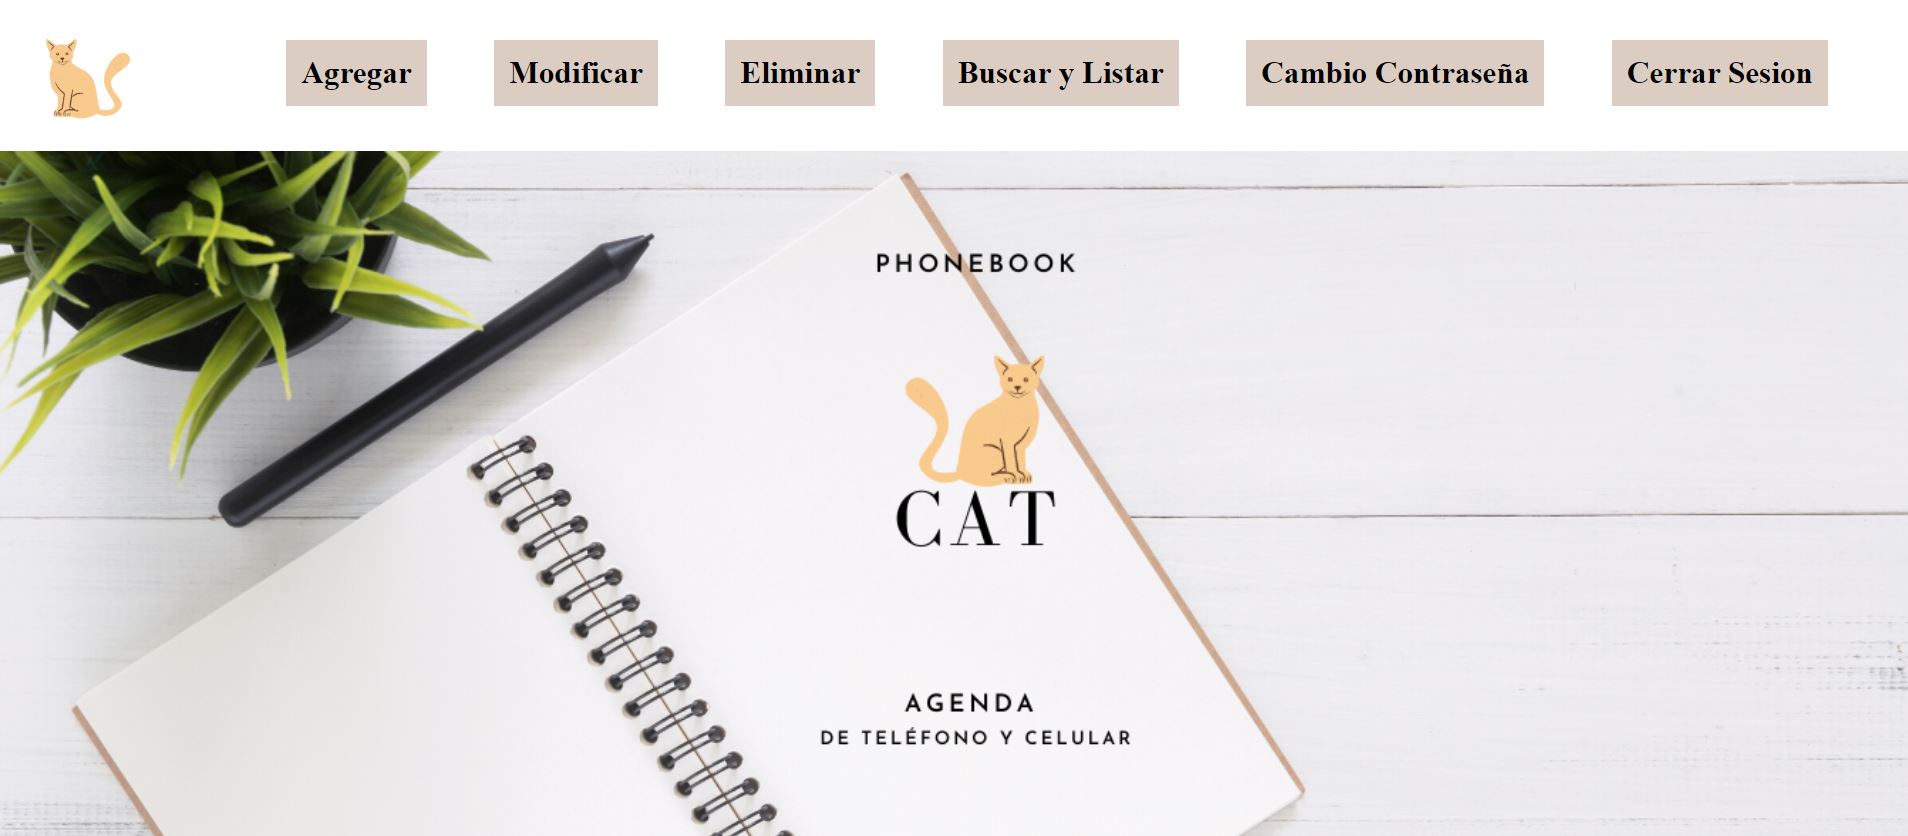 Agregar Modificar Eliminar Buscar y Listar Cambio Contraseña Cerrar Sesion
PHONEBOOK
CAT
AGENDA
DE TELÉFONO Y CELULAR